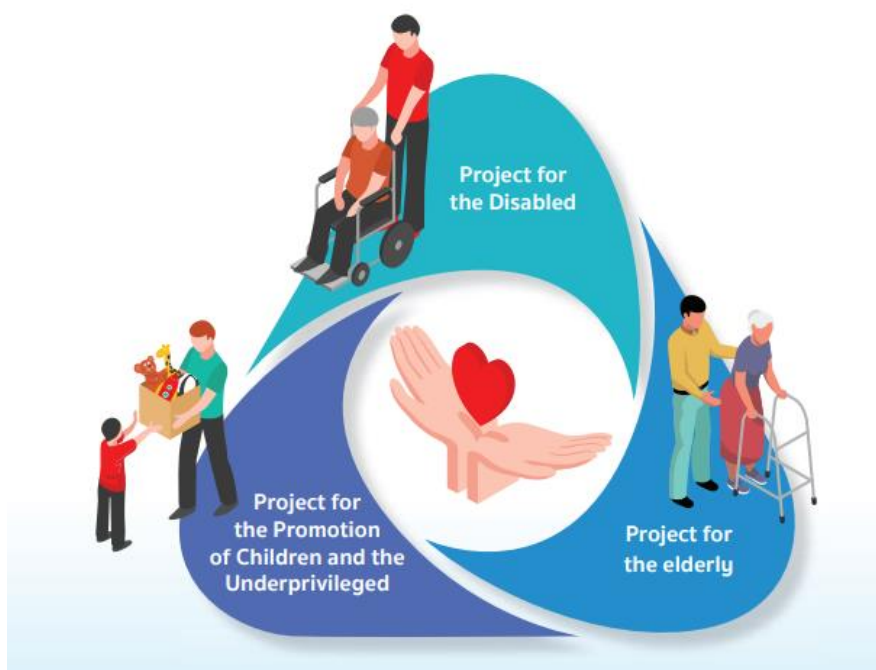 Project for
the Disabled
Project for
the elderly
Project for
the Promotion
of Children and the
Underprivileged